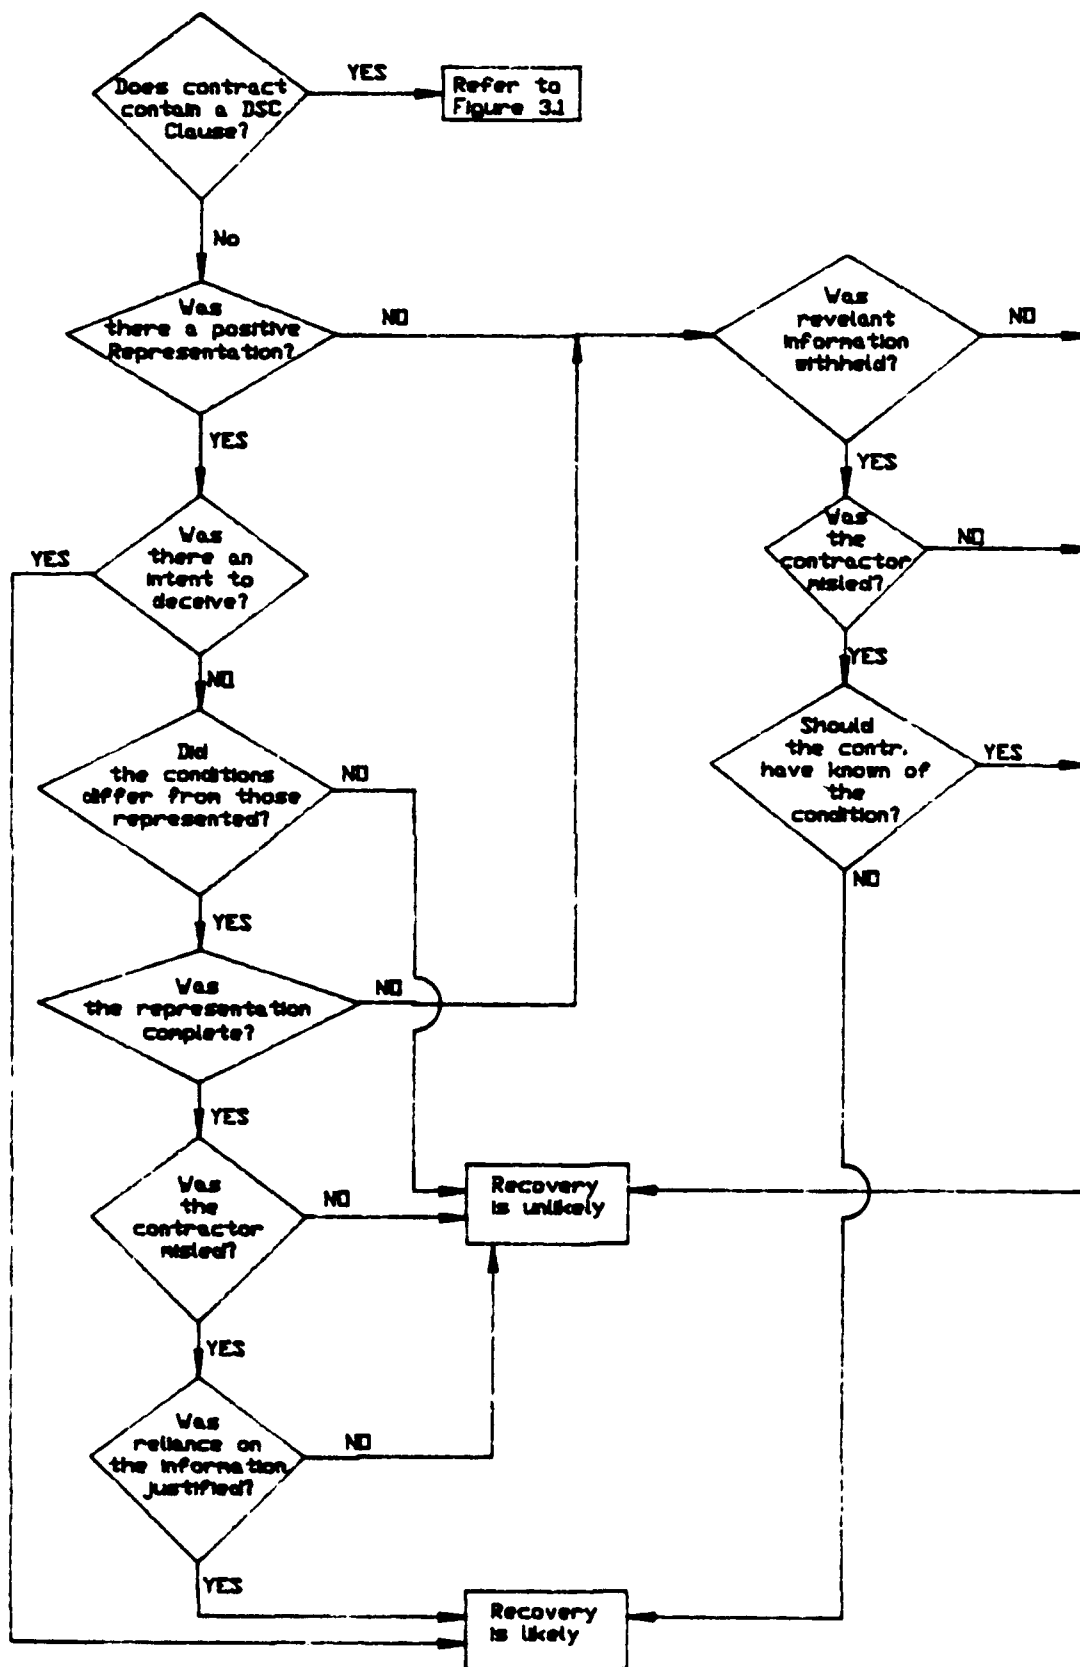 Does contract
contain a DSC
Clause?
YES
Refer to
Figure 3.1
No
Was
there a positive
Representation?
NO
Was
revelant
information
withheld?
NO
YES
YES
Was
there an
intent to
deceive?
YES
NO
Was
the
contractor
misled?
NO
YES
Should
the contr.
have known of
the
condition?
YES
NO
Did
the conditions
differ from those
represented?
NO
YES
Was
the representation
complete?
NO
YES
Was
the
contractor
misled?
NO
Recovery
is unlikely
YES
Was
reliance on
the information
justified?
NO
YES
Recovery
is likely